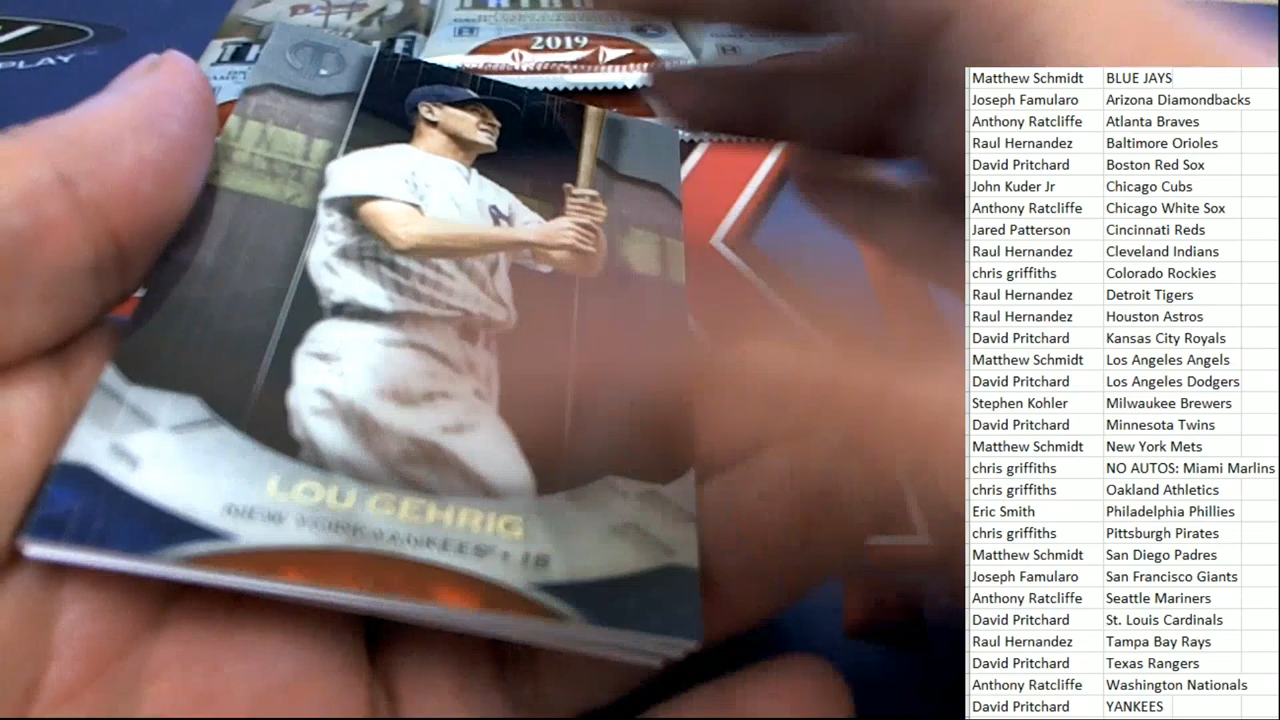 PLAY
2019
LOU GEHRIG
NEW YORK YANKEES • 1B
Matthew Schmidt BLUE JAYS
Joseph Famularo Arizona Diamondbacks
Anthony Ratcliffe Atlanta Braves
Raul Hernandez Baltimore Orioles
David Pritchard Boston Red Sox
John Kuder Jr Chicago Cubs
Anthony Ratcliffe Chicago White Sox
Jared Patterson Cincinnati Reds
Raul Hernandez Cleveland Indians
chris griffiths Colorado Rockies
Raul Hernandez Detroit Tigers
Raul Hernandez Houston Astros
David Pritchard Kansas City Royals
Matthew Schmidt Los Angeles Angels
David Pritchard Los Angeles Dodgers
Stephen Kohler Milwaukee Brewers
David Pritchard Minnesota Twins
Matthew Schmidt New York Mets
chris griffiths NO AUTOS: Miami Marlins
chris griffiths Oakland Athletics
Eric Smith Philadelphia Phillies
chris griffiths Pittsburgh Pirates
Matthew Schmidt San Diego Padres
Joseph Famularo San Francisco Giants
Anthony Ratcliffe Seattle Mariners
David Pritchard St. Louis Cardinals
Raul Hernandez Tampa Bay Rays
David Pritchard Texas Rangers
Anthony Ratcliffe Washington Nationals
David Pritchard YANKEES